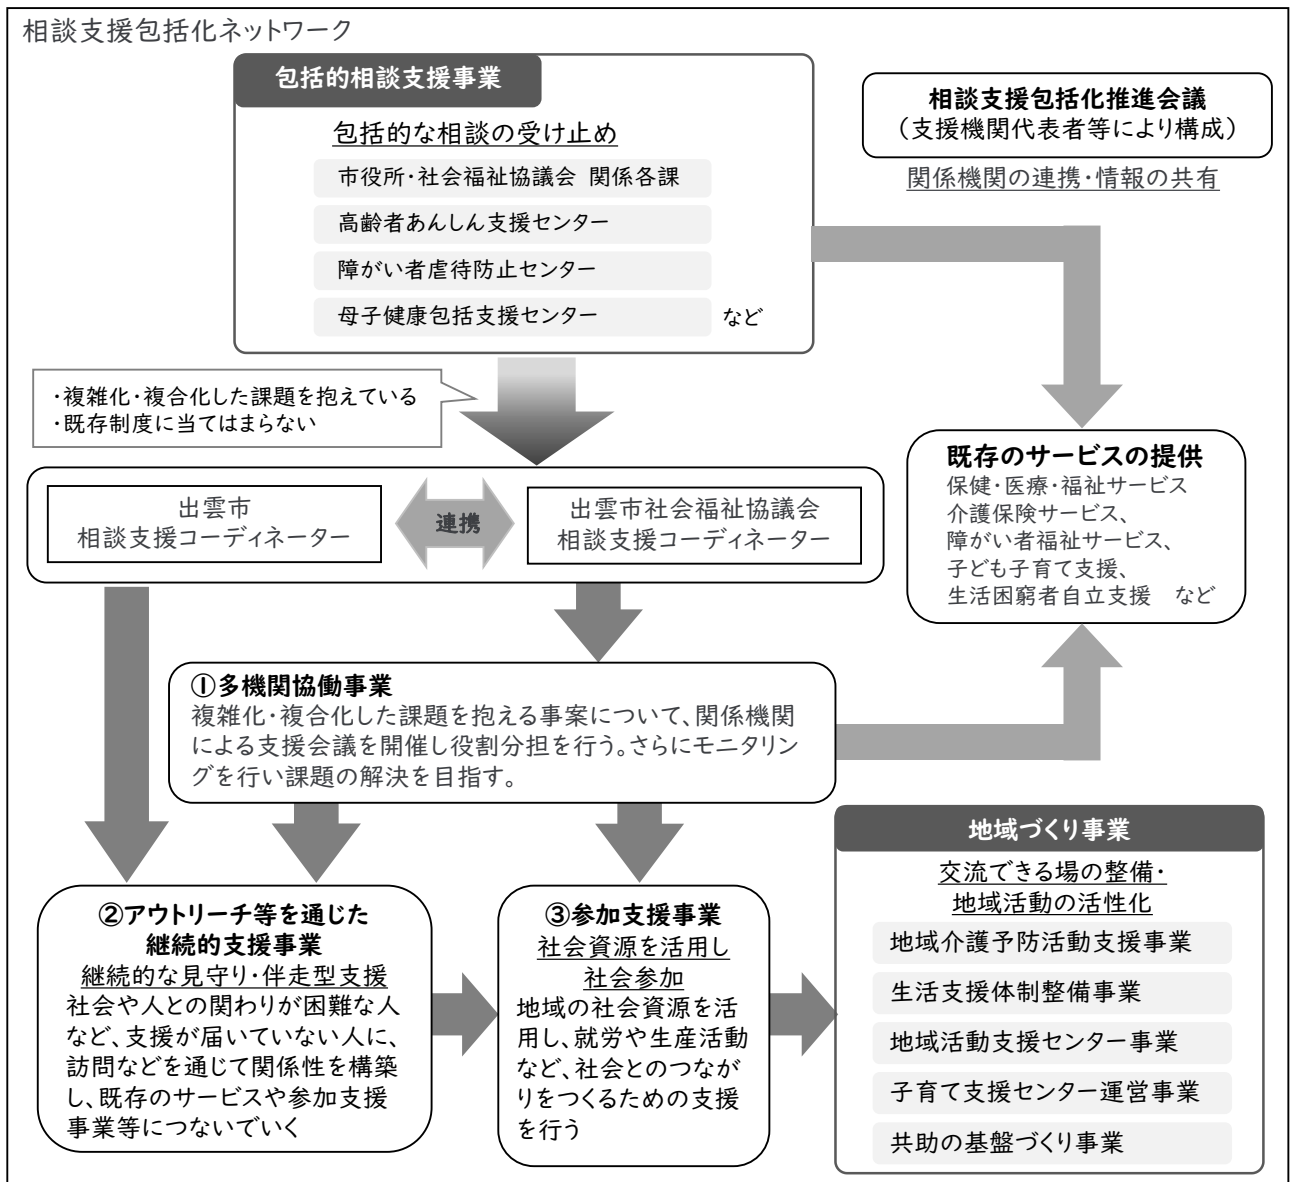 相談支援包括化ネットワーク
包括的相談支援事業
包括的な相談の受け止め
市役所・社会福祉協議会 関係各課
高齢者あんしん支援センター
障がい者虐待防止センター
母子健康包括支援センター
など
相談支援包括化推進会議
（支援機関代表者等により構成）
関係機関の連携・情報の共有
・複雑化・複合化した課題を抱えている
・既存制度に当てはまらない
出雲市
相談支援コーディネーター
連携
出雲市社会福祉協議会
相談支援コーディネーター
既存のサービスの提供
保健・医療・福祉サービス
介護保険サービス、
障がい者福祉サービス、
子ども子育て支援、
生活困窮者自立支援　など
①多機関協働事業
複雑化・複合化した課題を抱える事案について、関係機関
による支援会議を開催し役割分担を行う。さらにモニタリン
グを行い課題の解決を目指す。
②アウトリーチ等を通じた
継続的支援事業
継続的な見守り・伴走型支援
社会や人との関わりが困難な人
など、支援が届いていない人に、
訪問などを通じて関係性を構築
し、既存のサービスや参加支援
事業等につないでいく
③参加支援事業
社会資源を活用し
社会参加
地域の社会資源を活
用し、就労や生産活動
など、社会とのつなが
りをつくるための支援
を行う
地域づくり事業
交流できる場の整備・
地域活動の活性化
地域介護予防活動支援事業
生活支援体制整備事業
地域活動支援センター事業
子育て支援センター運営事業
共助の基盤づくり事業